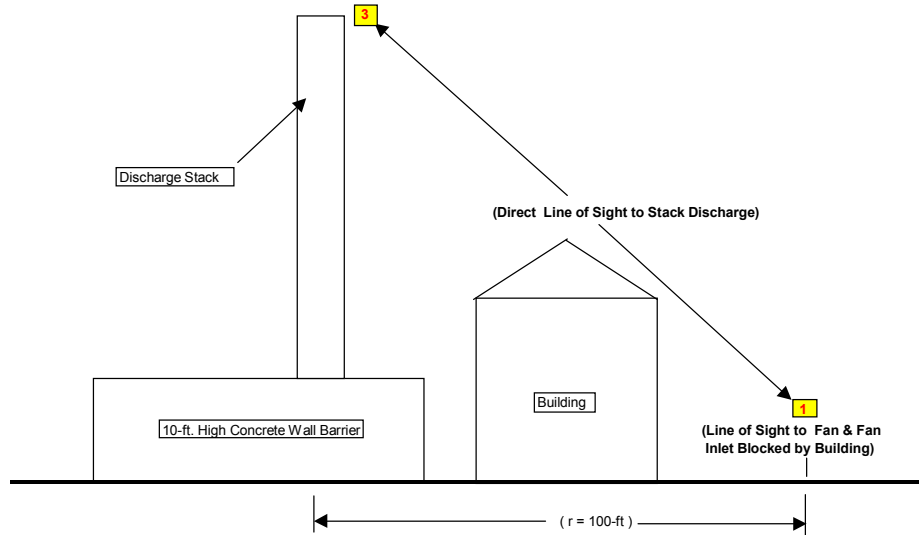 3
Discharge Stack
(Direct Line of Sight to Stack Discharge)
Building
1
10-ft. High Concrete Wall Barrier
(Line of Sight to Fan & Fan
Inlet Blocked by Building)
( r = 100-ft )